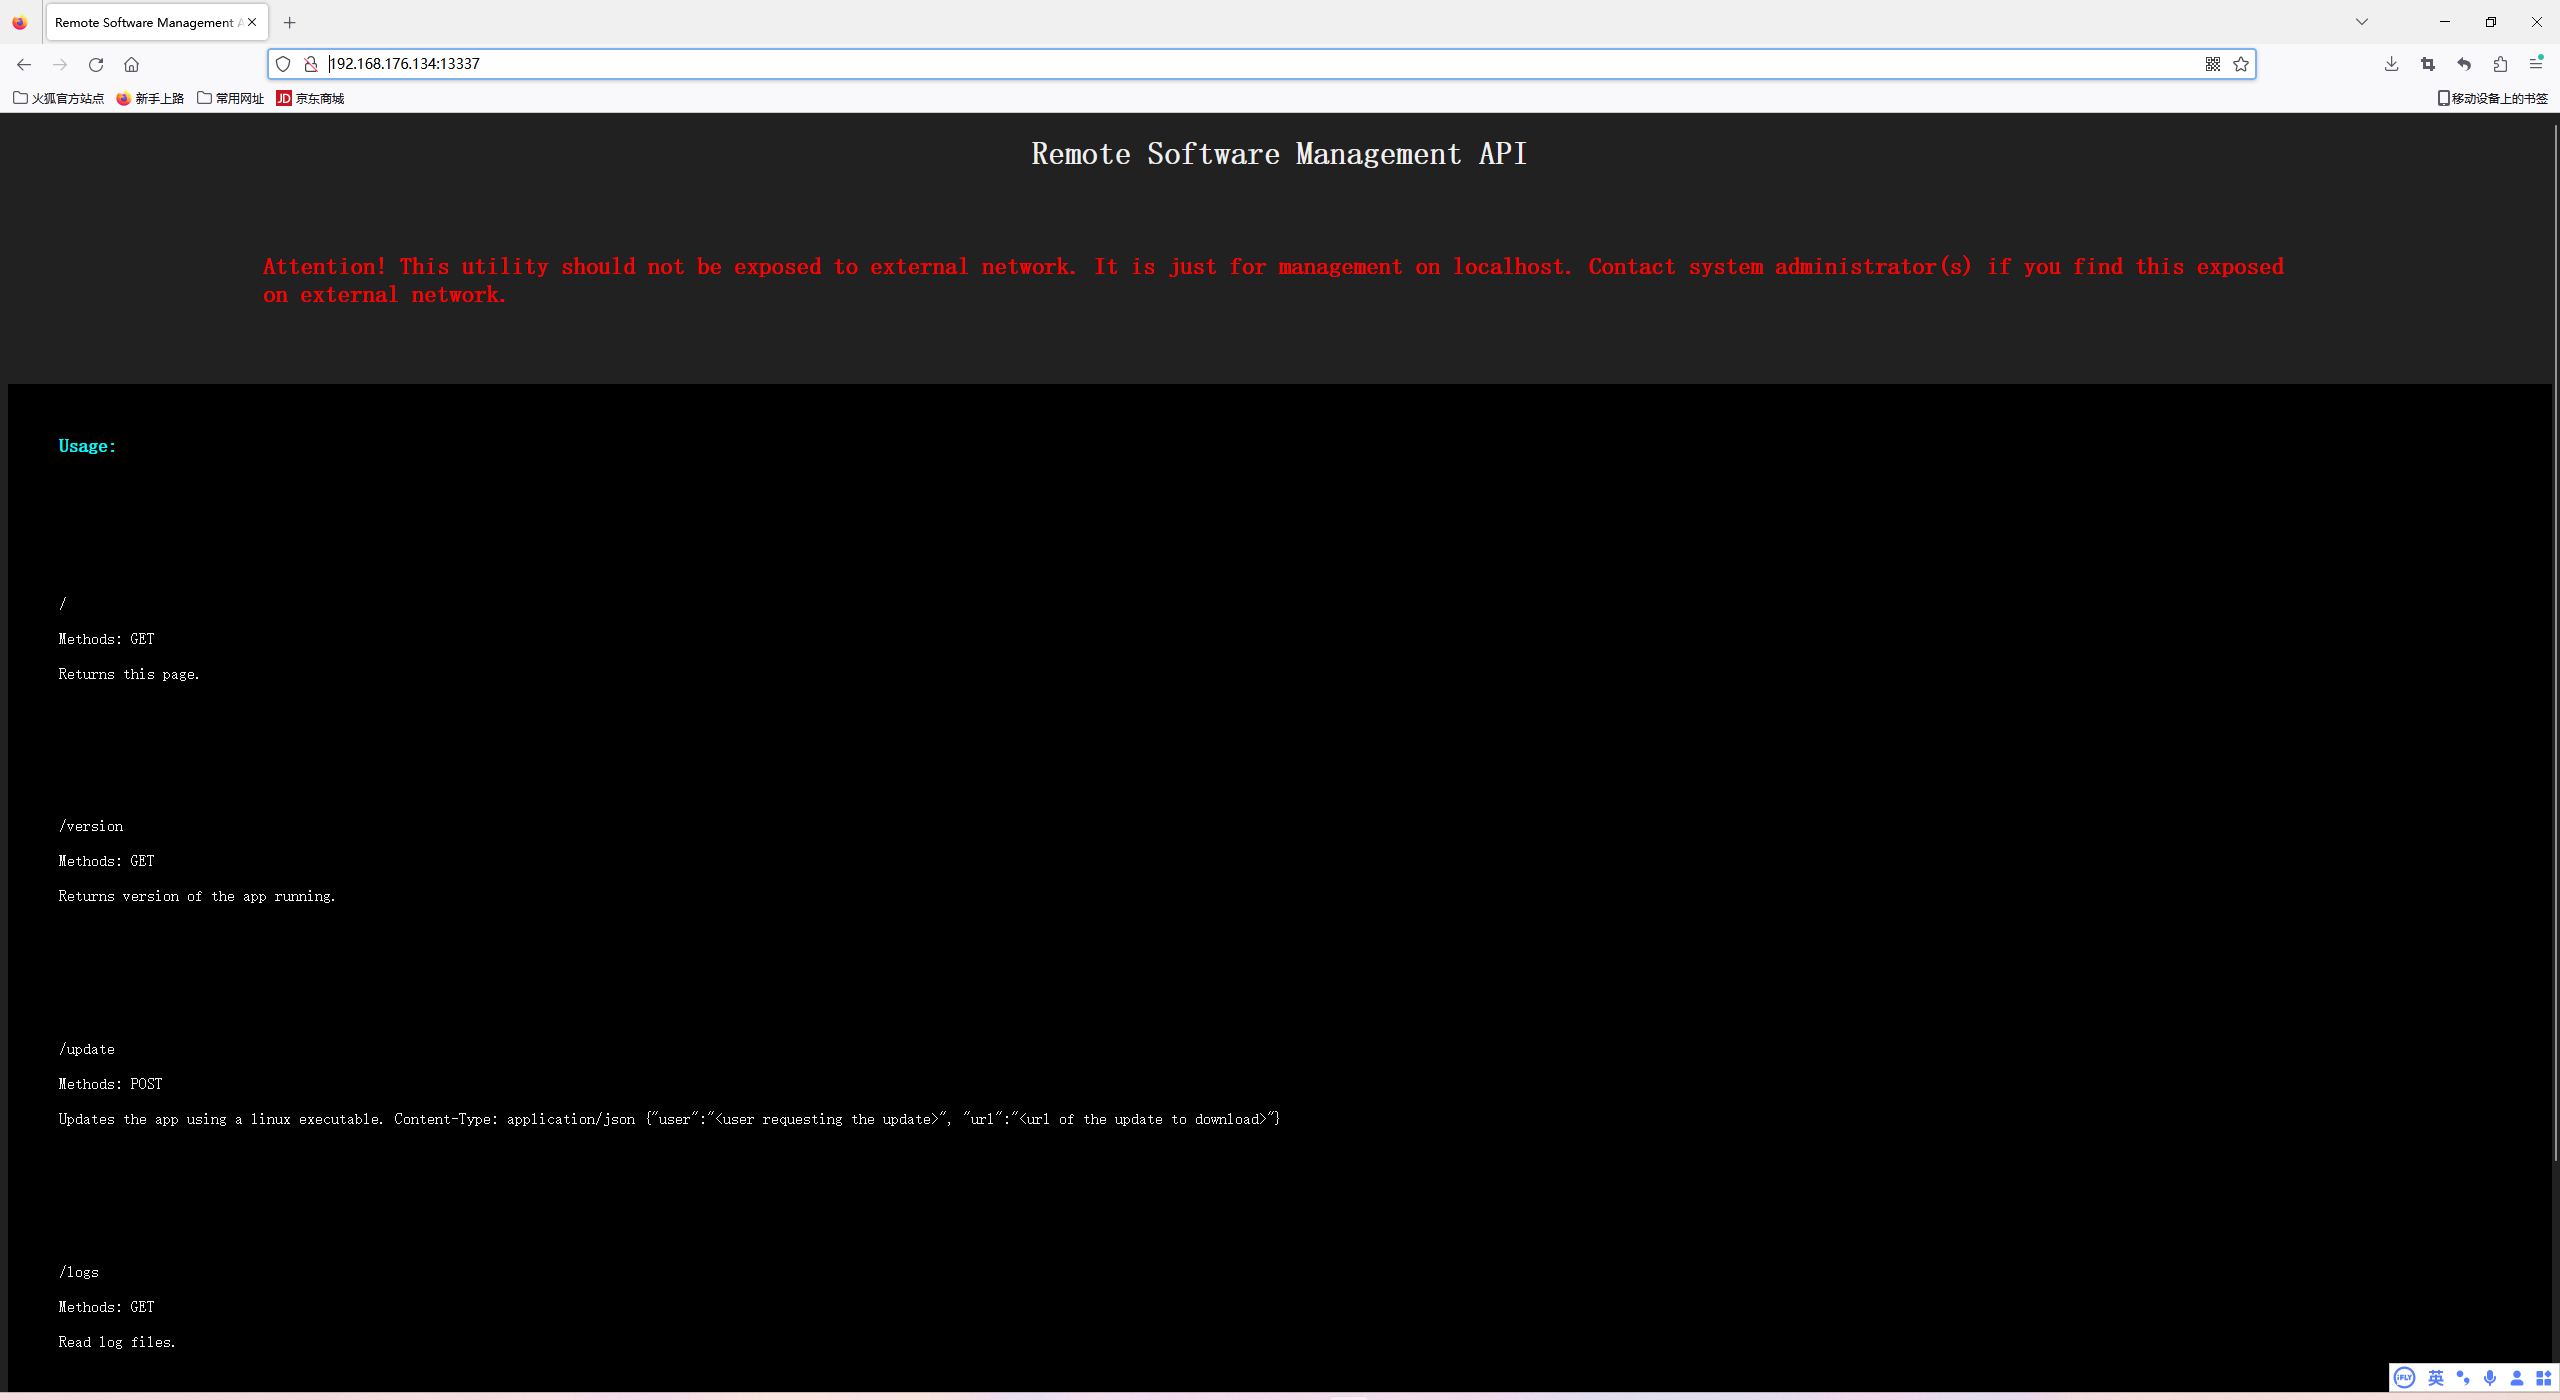 Remote Software Management A
192.168.176.134:13337
火狐官方站点 新手上路 常用网址 JD 京东商城 移动设备上的书签
Remote Software Management API
Attention! This utility should not be exposed to external network. It is just for management on localhost. Contact system administrator(s) if you find this exposed
on external network.
Usage:
/
Methods: GET
Returns this page.
/version
Methods: GET
Returns version of the app running.
/update
Methods: POST
Updates the app using a linux executable. Content-Type: application/json {"user":"<user requesting the update>", "url":"<url of the update to download>"}
/logs
Methods: GET
Read log files.
iFLY 英